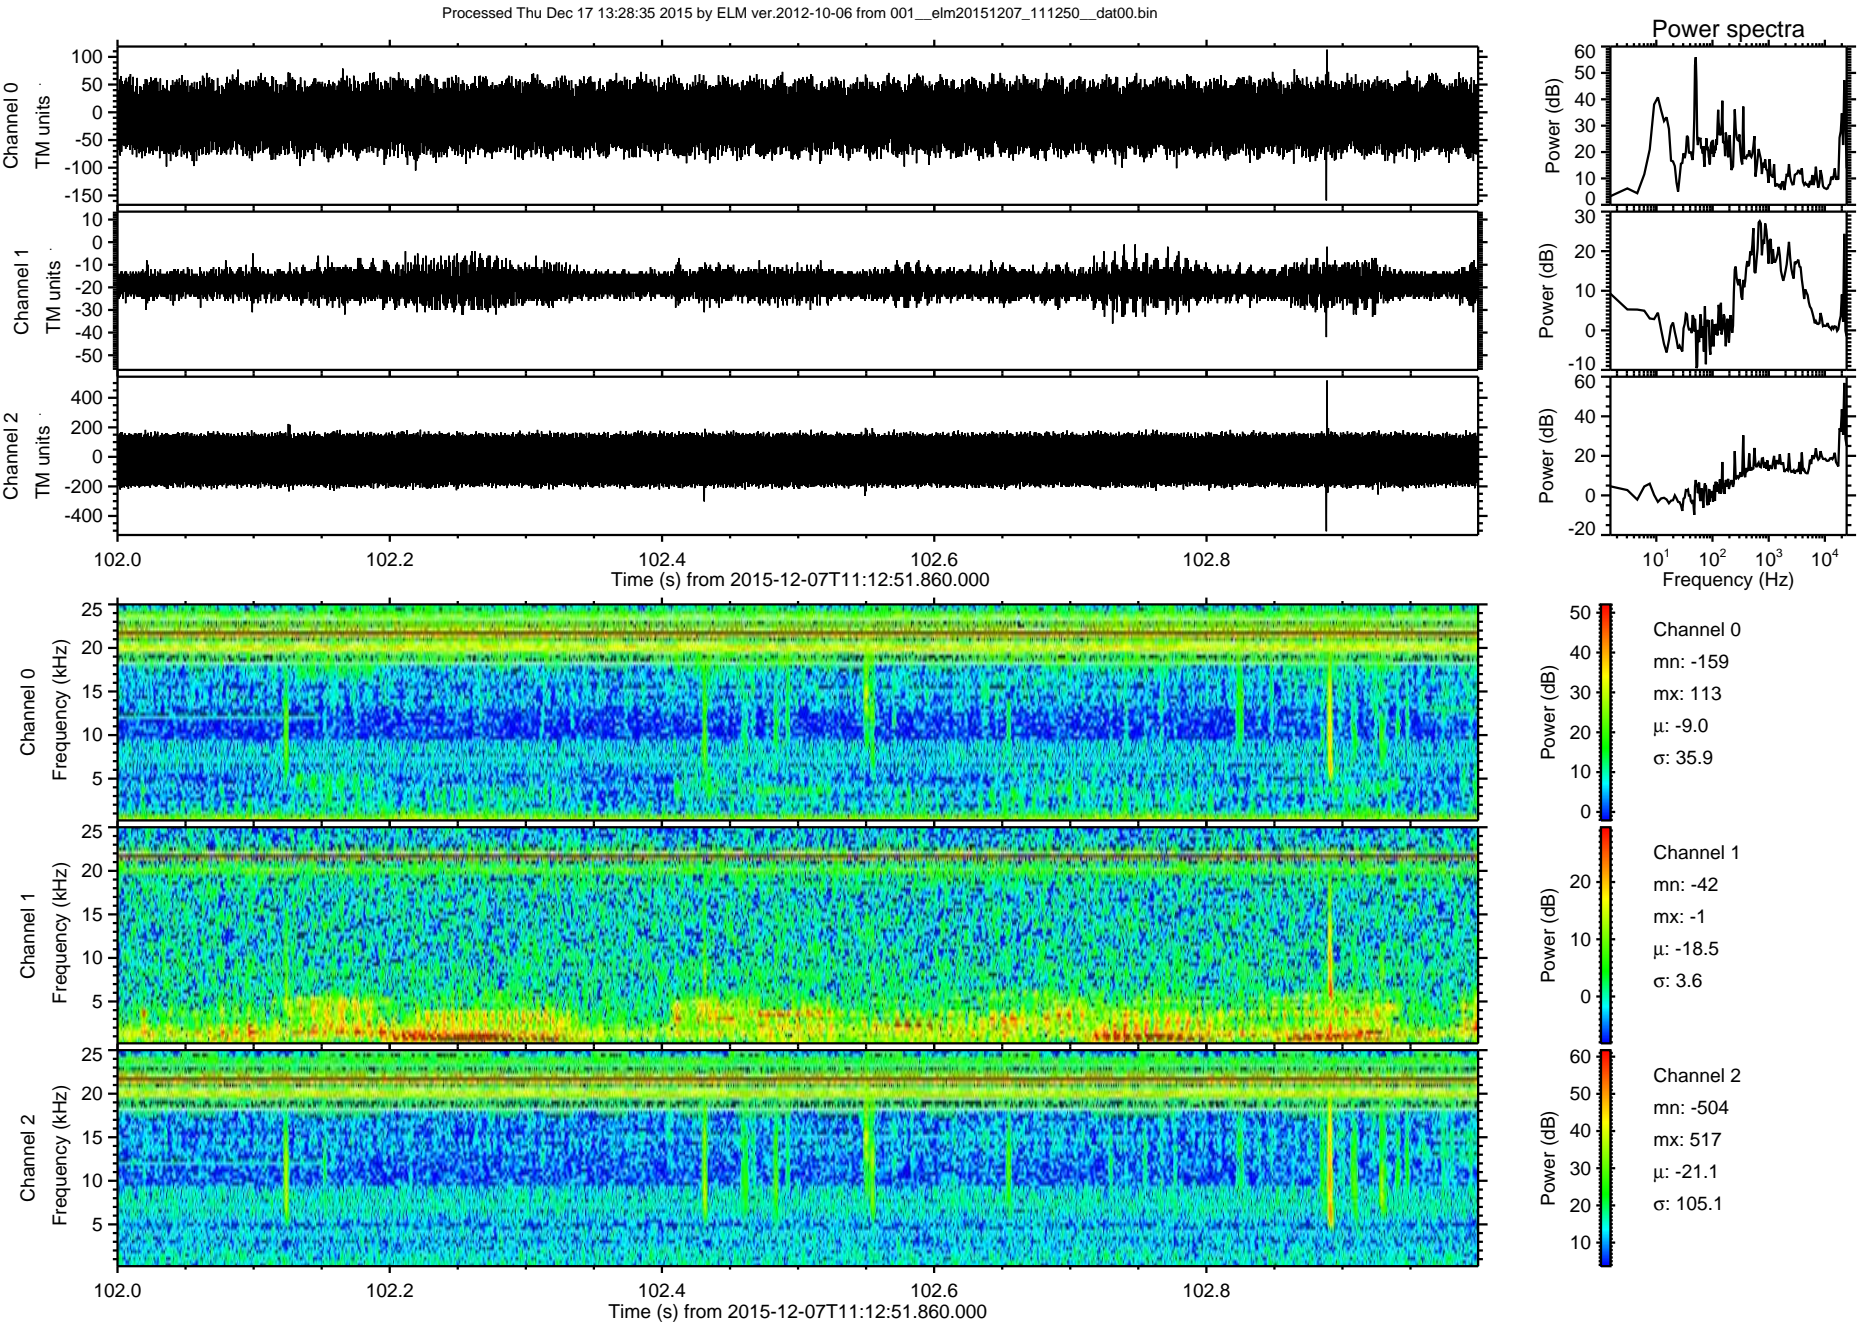 Processed Thu Dec 17 13:28:35 2015 by ELM ver.2012-10-06 from 001__elm20151207_111250__dat00.bin
Power spectra
Channel 0
TM units
100
50
0
-50
-100
-150
Power (dB)
60
50
40
30
20
10
0
Channel 1
TM units
10
0
-10
-20
-30
-40
-50
Power (dB)
30
20
10
0
-10
Channel 2
TM units
400
200
0
-200
-400
Power (dB)
60
40
20
0
-20
102.0 102.2 102.4 102.6 102.8
Time (s) from 2015-12-07T11:12:51.860.000
10¹ 10² 10³ 10⁴
Frequency (Hz)
Channel 0
Frequency (kHz)
25
20
15
10
5
Power (dB)
50
40
30
20
10
0
Channel 0
mn: -159
mx: 113
μ: -9.0
σ: 35.9
Channel 1
Frequency (kHz)
25
20
15
10
5
Power (dB)
20
10
0
Channel 1
mn: -42
mx: -1
μ: -18.5
σ: 3.6
Channel 2
Frequency (kHz)
25
20
15
10
5
Power (dB)
60
50
40
30
20
10
Channel 2
mn: -504
mx: 517
μ: -21.1
σ: 105.1
102.0 102.2 102.4 102.6 102.8
Time (s) from 2015-12-07T11:12:51.860.000